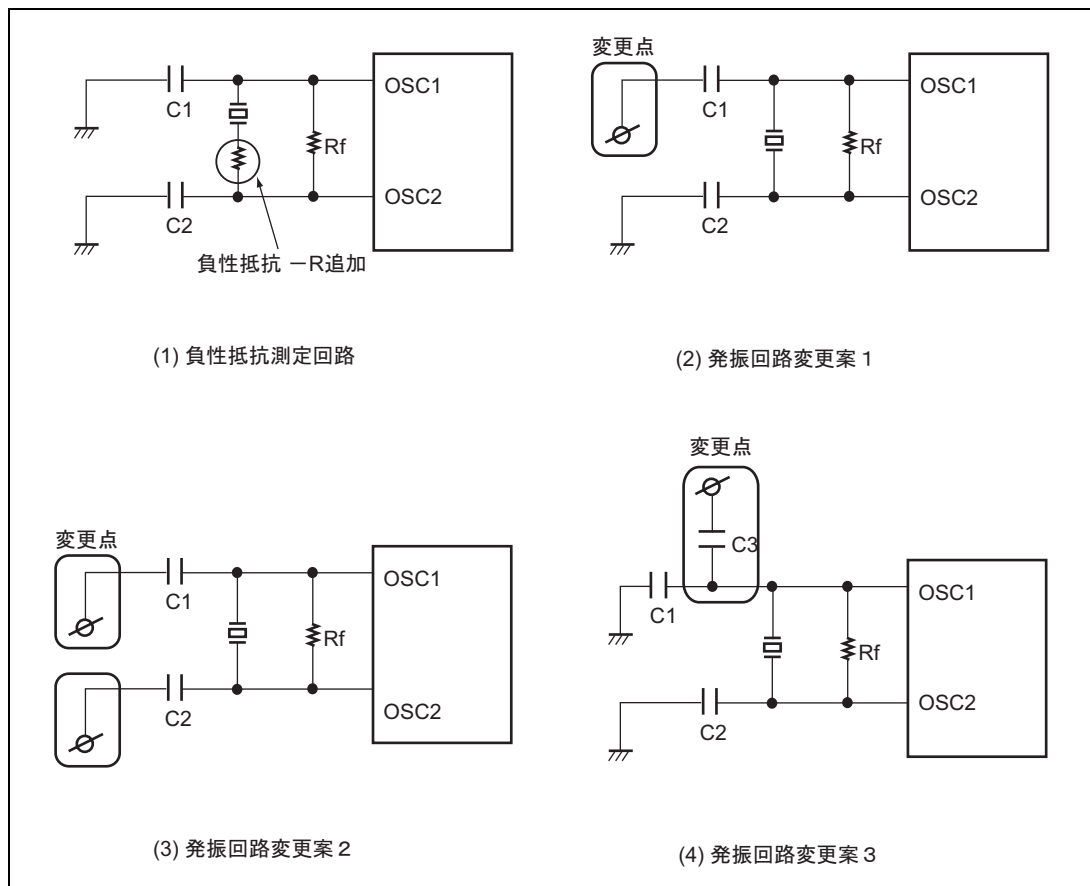 OSC1
C1
Rf
C2
OSC2
負性抵抗 －R追加
(1) 負性抵抗測定回路
変更点
OSC1
C1
Rf
C2
OSC2
(2) 発振回路変更案１
変更点
OSC1
C1
Rf
C2
OSC2
(3) 発振回路変更案２
変更点
C3
OSC1
C1
Rf
C2
OSC2
(4) 発振回路変更案３